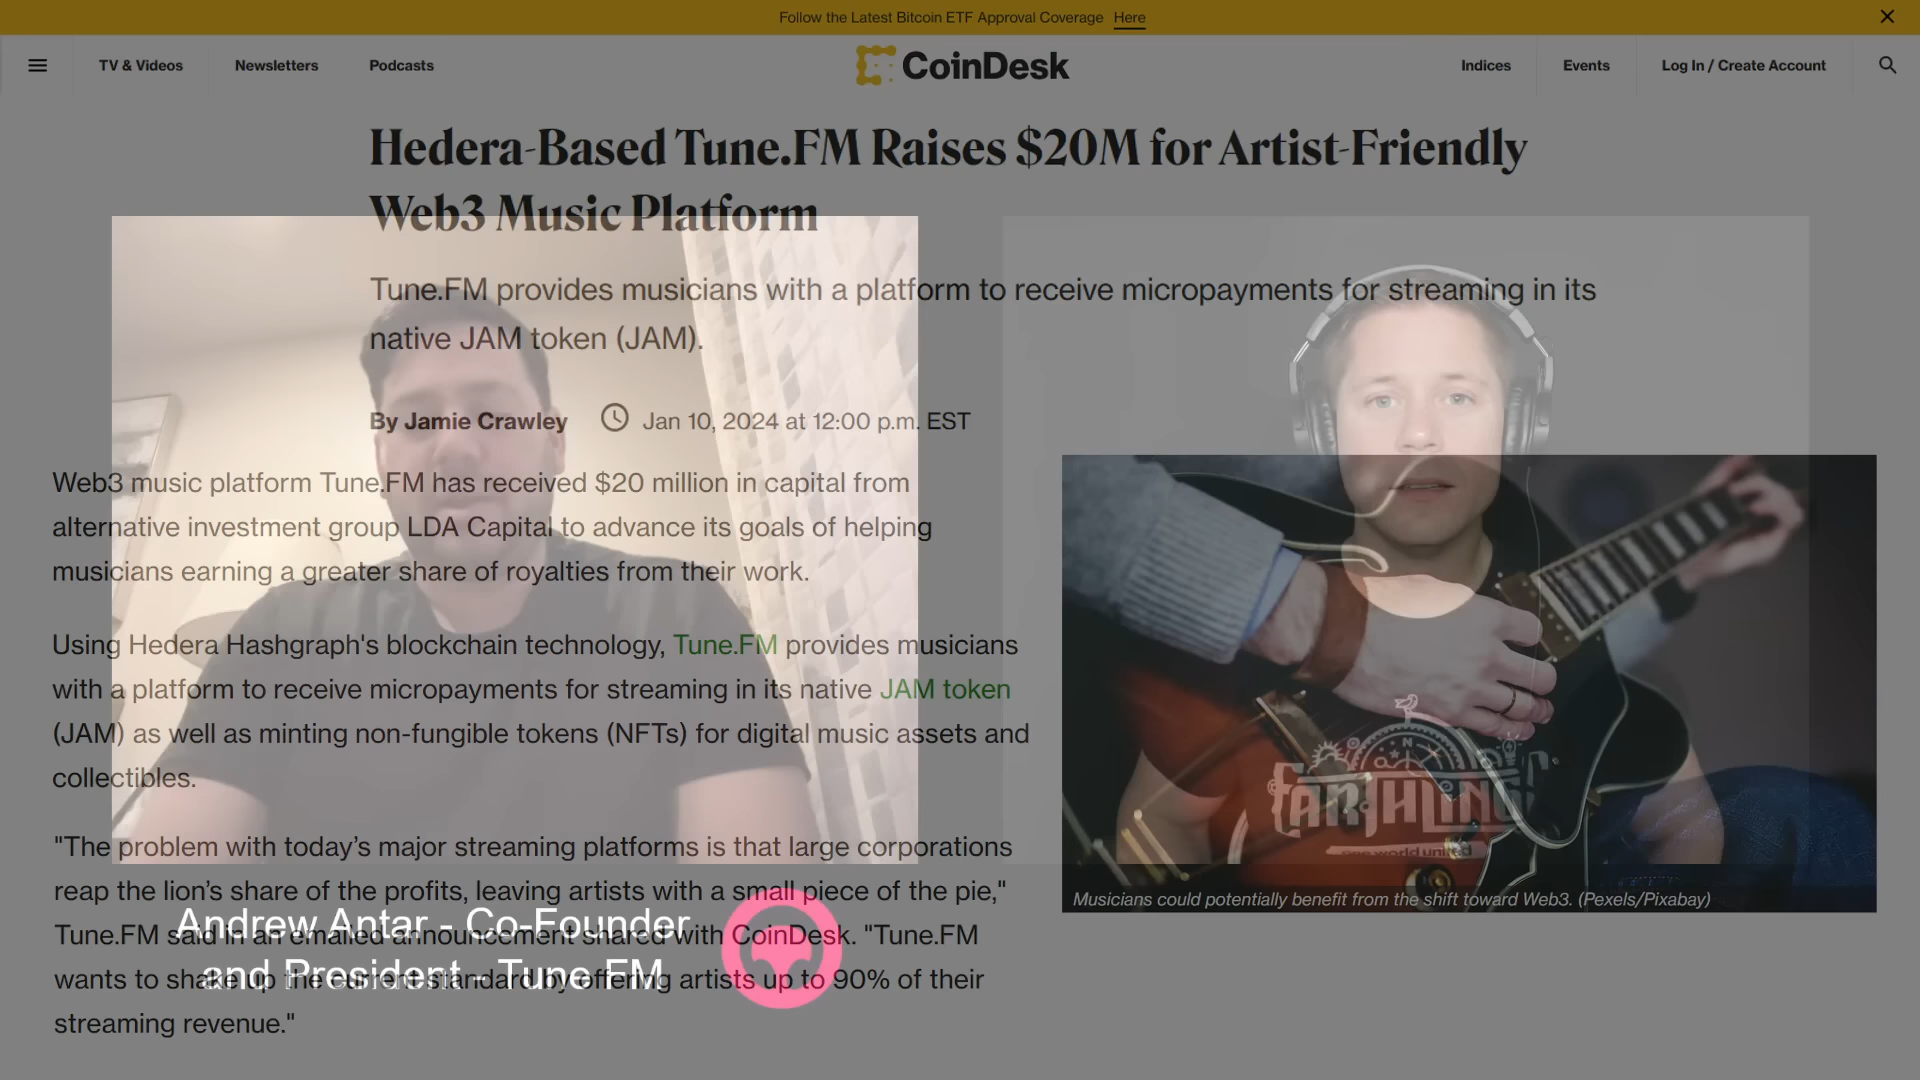 Follow the Latest Bitcoin ETF Approval Coverage Here
TV & Videos
Newsletters
Podcasts
CoinDesk
Indices
Events
Log In / Create Account
Hedera-Based Tune.FM Raises $20M for Artist-Friendly
Web3 Music Platform
Tune.FM provides musicians with a platform to receive micropayments for streaming in its
native JAM token (JAM).
By Jamie Crawley
Jan 10, 2024 at 12:00 p.m. EST
Web3 music platform Tune.FM has received $20 million in capital from
alternative investment group LDA Capital to advance its goals of helping
musicians earning a greater share of royalties from their work.
Using Hedera Hashgraph's blockchain technology, Tune.FM provides musicians
with a platform to receive micropayments for streaming in its native JAM token
(JAM) as well as minting non-fungible tokens (NFTs) for digital music assets and
collectibles.
"The problem with today’s major streaming platforms is that large corporations
reap the lion’s share of the profits, leaving artists with a small piece of the pie,"
Tune.FM said in an emailed announcement shared with CoinDesk. "Tune.FM
wants to shake up the current standard by offering artists up to 90% of their
streaming revenue."
Andrew Antar - Co-Founder
and President - Tune FM
N
EARTHLING
one world united
Musicians could potentially benefit from the shift toward Web3. (Pexels/Pixabay)